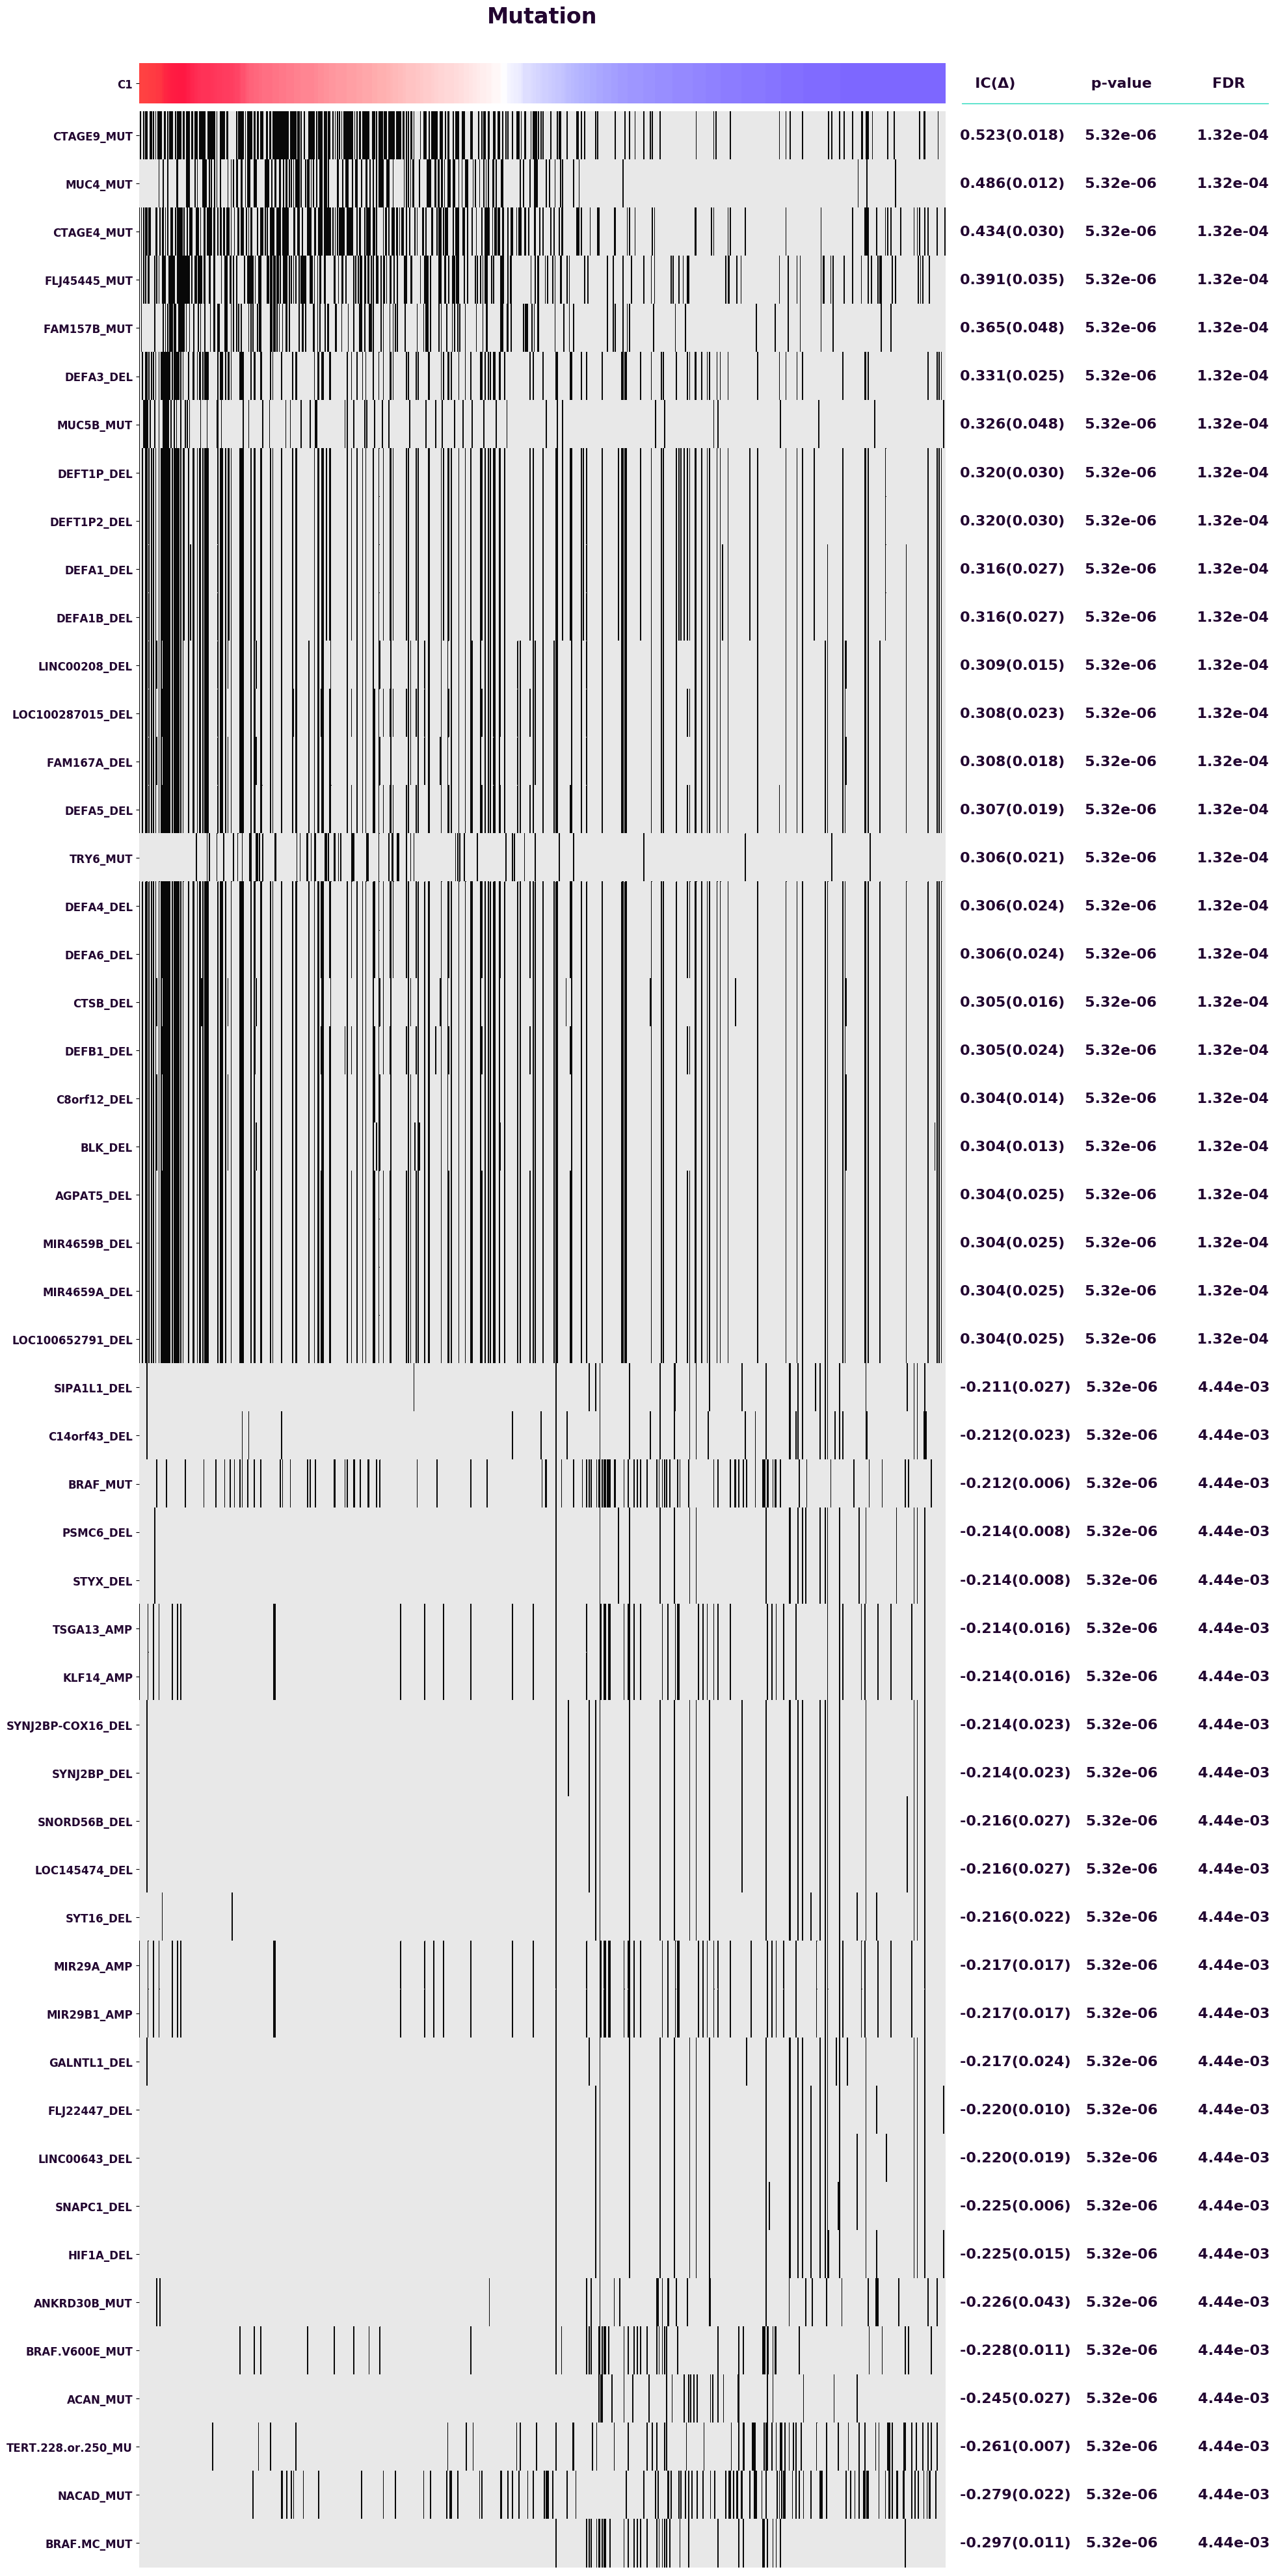 Mutation
C1 IC(Δ) p-value FDR
CTAGE9_MUT 0.523(0.018) 5.32e-06 1.32e-04
MUC4_MUT 0.486(0.012) 5.32e-06 1.32e-04
CTAGE4_MUT 0.434(0.030) 5.32e-06 1.32e-04
FLJ45445_MUT 0.391(0.035) 5.32e-06 1.32e-04
FAM157B_MUT 0.365(0.048) 5.32e-06 1.32e-04
DEFA3_DEL 0.331(0.025) 5.32e-06 1.32e-04
MUC5B_MUT 0.326(0.048) 5.32e-06 1.32e-04
DEFT1P_DEL 0.320(0.030) 5.32e-06 1.32e-04
DEFT1P2_DEL 0.320(0.030) 5.32e-06 1.32e-04
DEFA1_DEL 0.316(0.027) 5.32e-06 1.32e-04
DEFA1B_DEL 0.316(0.027) 5.32e-06 1.32e-04
LINC00208_DEL 0.309(0.015) 5.32e-06 1.32e-04
LOC100287015_DEL 0.308(0.023) 5.32e-06 1.32e-04
FAM167A_DEL 0.308(0.018) 5.32e-06 1.32e-04
DEFA5_DEL 0.307(0.019) 5.32e-06 1.32e-04
TRY6_MUT 0.306(0.021) 5.32e-06 1.32e-04
DEFA4_DEL 0.306(0.024) 5.32e-06 1.32e-04
DEFA6_DEL 0.306(0.024) 5.32e-06 1.32e-04
CTSB_DEL 0.305(0.016) 5.32e-06 1.32e-04
DEFB1_DEL 0.305(0.024) 5.32e-06 1.32e-04
C8orf12_DEL 0.304(0.014) 5.32e-06 1.32e-04
BLK_DEL 0.304(0.013) 5.32e-06 1.32e-04
AGPAT5_DEL 0.304(0.025) 5.32e-06 1.32e-04
MIR4659B_DEL 0.304(0.025) 5.32e-06 1.32e-04
MIR4659A_DEL 0.304(0.025) 5.32e-06 1.32e-04
LOC100652791_DEL 0.304(0.025) 5.32e-06 1.32e-04
SIPA1L1_DEL -0.211(0.027) 5.32e-06 4.44e-03
C14orf43_DEL -0.212(0.023) 5.32e-06 4.44e-03
BRAF_MUT -0.212(0.006) 5.32e-06 4.44e-03
PSMC6_DEL -0.214(0.008) 5.32e-06 4.44e-03
STYX_DEL -0.214(0.008) 5.32e-06 4.44e-03
TSGA13_AMP -0.214(0.016) 5.32e-06 4.44e-03
KLF14_AMP -0.214(0.016) 5.32e-06 4.44e-03
SYNJ2BP-COX16_DEL -0.214(0.023) 5.32e-06 4.44e-03
SYNJ2BP_DEL -0.214(0.023) 5.32e-06 4.44e-03
SNORD56B_DEL -0.216(0.027) 5.32e-06 4.44e-03
LOC145474_DEL -0.216(0.027) 5.32e-06 4.44e-03
SYT16_DEL -0.216(0.022) 5.32e-06 4.44e-03
MIR29A_AMP -0.217(0.017) 5.32e-06 4.44e-03
MIR29B1_AMP -0.217(0.017) 5.32e-06 4.44e-03
GALNTL1_DEL -0.217(0.024) 5.32e-06 4.44e-03
FLJ22447_DEL -0.220(0.010) 5.32e-06 4.44e-03
LINC00643_DEL -0.220(0.019) 5.32e-06 4.44e-03
SNAPC1_DEL -0.225(0.006) 5.32e-06 4.44e-03
HIF1A_DEL -0.225(0.015) 5.32e-06 4.44e-03
ANKRD30B_MUT -0.226(0.043) 5.32e-06 4.44e-03
BRAF.V600E_MUT -0.228(0.011) 5.32e-06 4.44e-03
ACAN_MUT -0.245(0.027) 5.32e-06 4.44e-03
TERT.228.or.250_MU -0.261(0.007) 5.32e-06 4.44e-03
NACAD_MUT -0.279(0.022) 5.32e-06 4.44e-03
BRAF.MC_MUT -0.297(0.011) 5.32e-06 4.44e-03